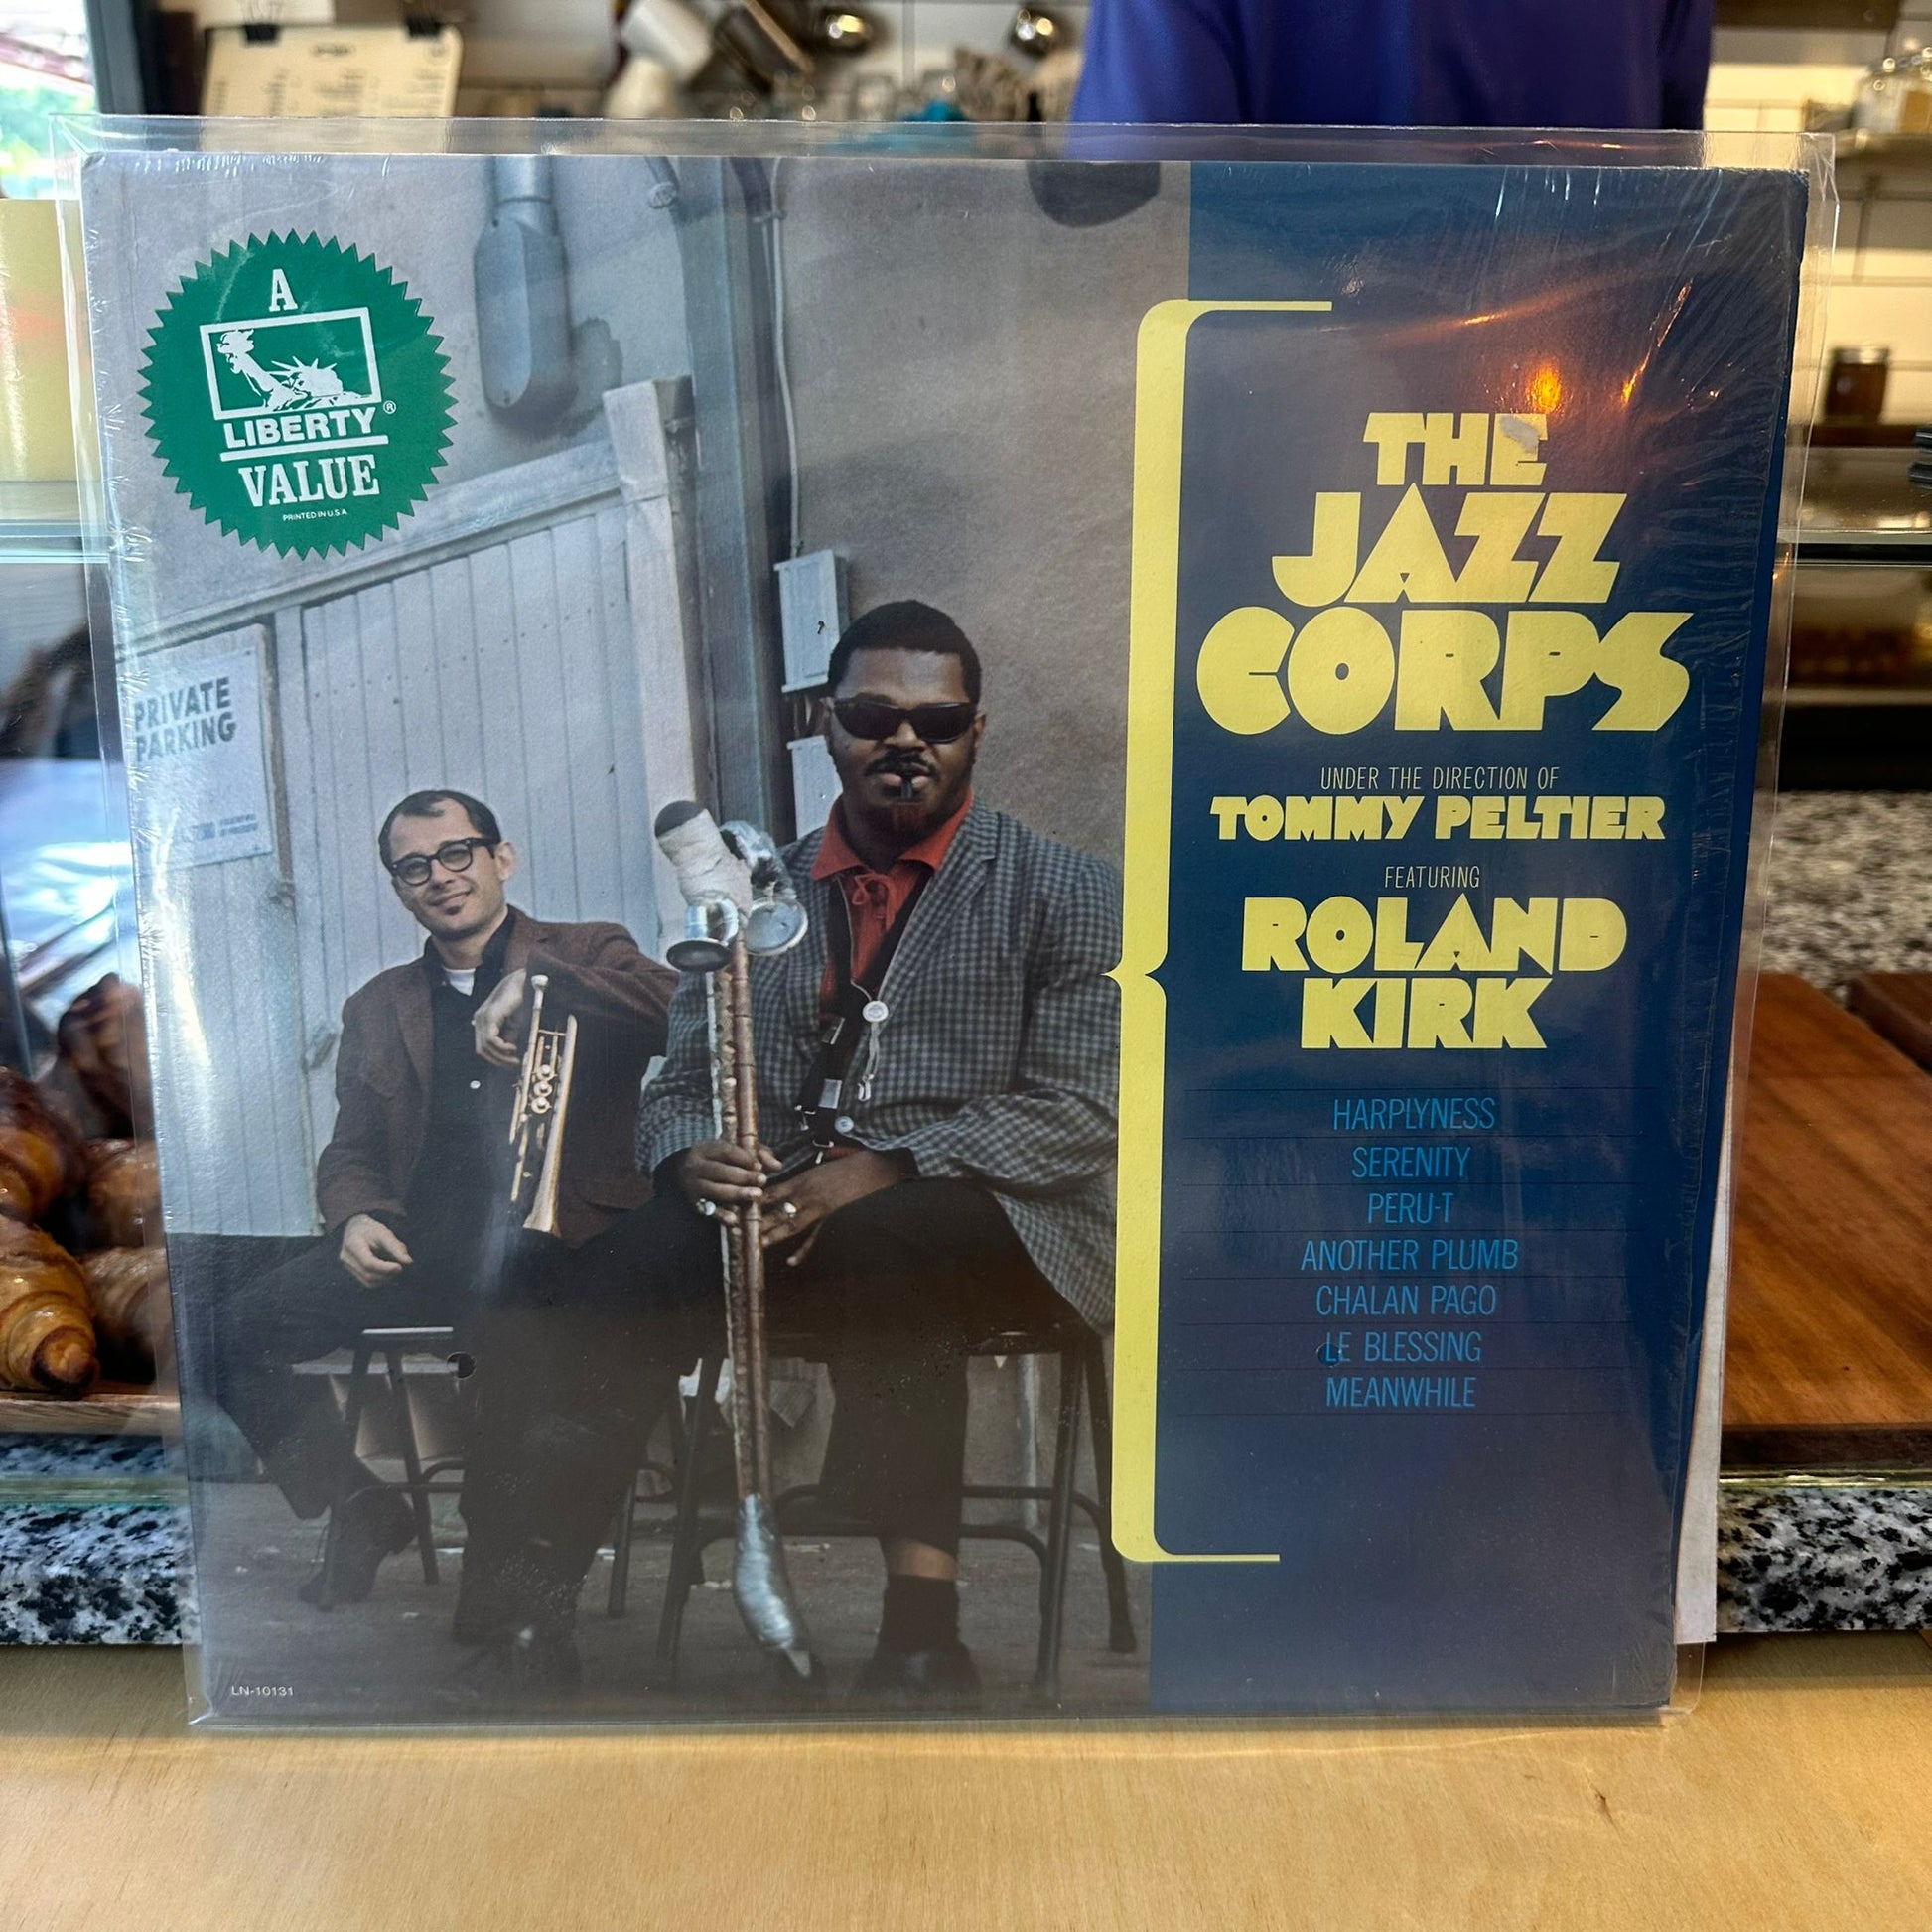 A
LIBERTY®
VALUE
PRINTED IN U.S.A
PRIVATE
PARKING
THE
JAZZ
CORPS
UNDER THE DIRECTION OF
TOMMY PELTIER
FEATURING
ROLAND
KIRK
HARPLYNESS
SERENITY
PERU-T
ANOTHER PLUMB
CHALAN PAGO
LE BLESSING
MEANWHILE
LN-10131